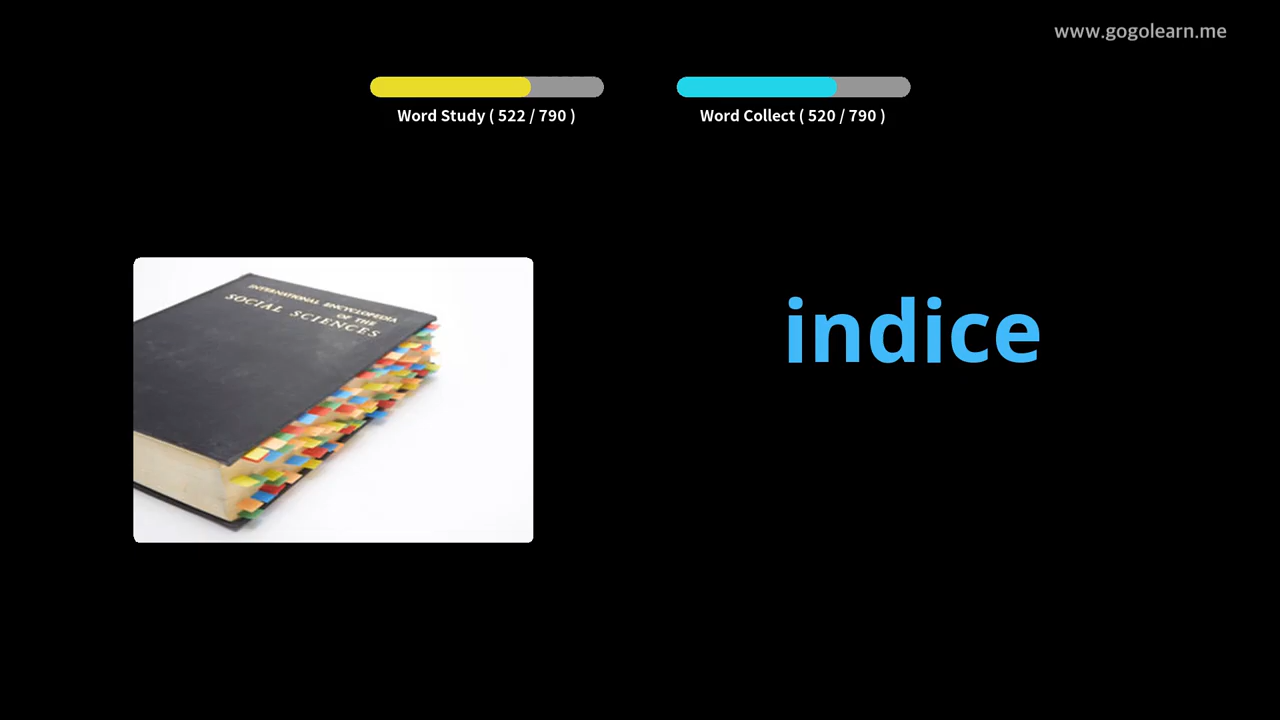 www.gogolearn.me
Word Study ( 522 / 790 )
Word Collect ( 520 / 790 )
INTERNATIONAL ENCYCLOPEDIA
OF THE
SOCIAL SCIENCES
indice